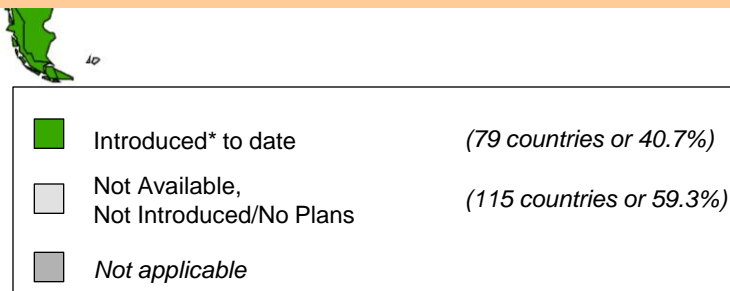 Introduced* to date (79 countries or 40.7%)
Not Available,
Not Introduced/No Plans (115 countries or 59.3%)
Not applicable